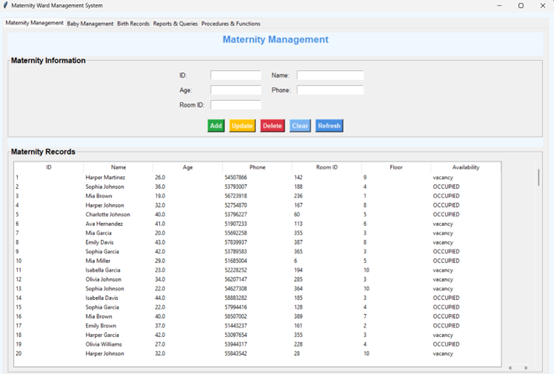 Maternity Ward Management System
Maternity Management Baby Management Birth Records Reports & Queries Procedures & Functions
Maternity Management
Maternity Information
ID: Name:
Age: Phone:
Room ID:
Add Update Delete Clear Refresh
Maternity Records
ID Name Age Phone Room ID Floor Availability
1 Harper Martinez 26.0 54507866 142 9 vacancy
2 Sophia Johnson 36.0 53793007 188 4 OCCUPIED
3 Mia Brown 19.0 56723918 236 1 OCCUPIED
4 Harper Johnson 32.0 52754870 167 8 OCCUPIED
5 Charlotte Johnson 40.0 53796227 60 5 OCCUPIED
6 Ava Hernandez 41.0 51907233 113 6 vacancy
7 Mia Garcia 20.0 55692258 355 3 vacancy
8 Emily Davis 43.0 57839937 387 8 vacancy
9 Sophia Garcia 42.0 53789583 365 3 OCCUPIED
10 Mia Miller 29.0 51685004 6 5 OCCUPIED
11 Isabella Garcia 23.0 52228252 194 10 OCCUPIED
12 Olivia Johnson 34.0 56207147 285 3 vacancy
13 Sophia Johnson 22.0 54627308 364 10 vacancy
14 Isabella Davis 44.0 58883282 185 3 OCCUPIED
15 Sophia Garcia 22.0 57994416 128 4 OCCUPIED
16 Mia Brown 40.0 58507002 389 7 OCCUPIED
17 Emily Brown 37.0 51443237 161 2 OCCUPIED
18 Harper Garcia 42.0 53097654 355 3 vacancy
19 Olivia Williams 27.0 53944317 228 4 OCCUPIED
20 Harper Johnson 32.0 55843542 28 10 vacancy